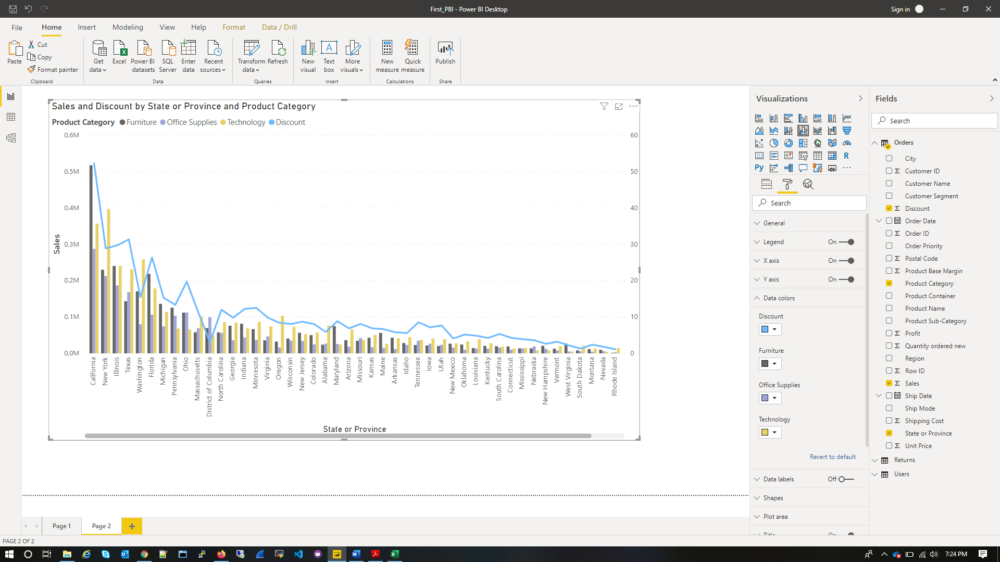 First_PBI - Power BI Desktop
Sign in
File Home Insert Modeling View Help Format Data / Drill
Paste
Cut
Copy
Format painter
Clipboard
Get data
Excel
Power BI datasets
SQL Server
Enter data
Recent sources
Data
Transform data
Refresh
Queries
New visual
Text box
More visuals
Insert
New measure
Quick measure
Calculations
Publish
Share
Sales and Discount by State or Province and Product Category
Product Category Furniture Office Supplies Technology Discount
0.6M
0.5M
0.4M
0.3M
0.2M
0.1M
0.0M
Sales
60
50
40
30
20
10
0
California
New York
Illinois
Texas
Washington
Florida
Michigan
Pennsylvania
Ohio
Massachusetts
District of Columbia
North Carolina
Georgia
Indiana
Minnesota
Virginia
Oregon
Wisconsin
New Jersey
Colorado
Alabama
Maryland
Arizona
Missouri
Kansas
Maine
Arkansas
Idaho
Tennessee
Iowa
Utah
New Mexico
Oklahoma
Louisiana
Kentucky
South Carolina
Connecticut
Mississippi
Nebraska
New Hampshire
Vermont
West Virginia
South Dakota
Montana
Nevada
Rhode Island
State or Province
Visualizations
123
R
Py
Search
General
Legend On
X axis On
Y axis On
Data colors
Discount
Furniture
Office Supplies
Technology
Revert to default
Data labels Off
Shapes
Plot area
Title On
Fields
Search
Orders
City
Customer ID
Customer Name
Customer Segment
Discount
Order Date
Order ID
Order Priority
Postal Code
Product Base Margin
Product Category
Product Container
Product Name
Product Sub-Category
Profit
Quantity ordered new
Region
Row ID
Sales
Ship Date
Ship Mode
Shipping Cost
State or Province
Unit Price
Returns
Users
Page 1
Page 2
PAGE 2 OF 2
7:24 PM